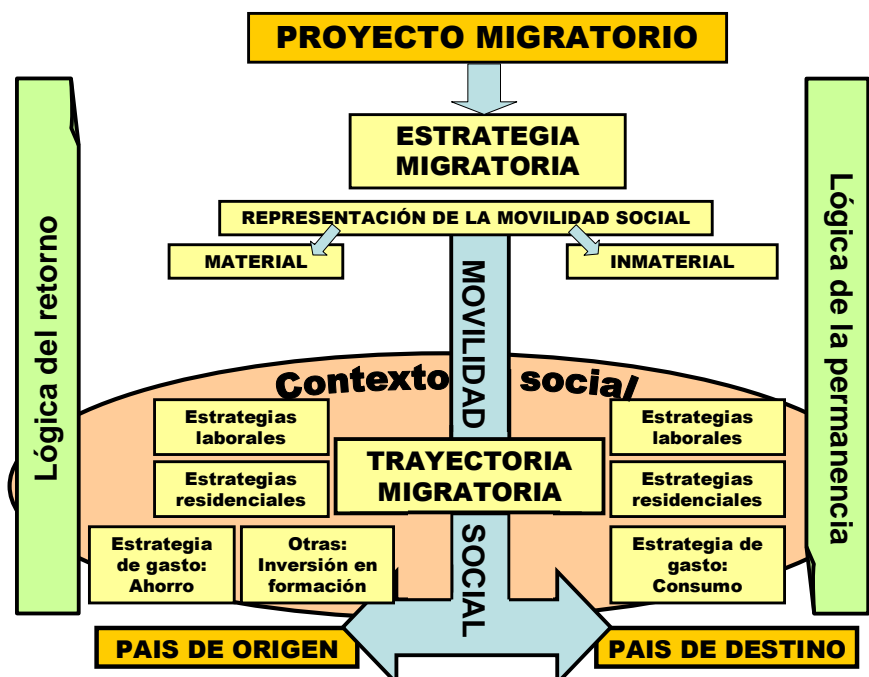 PROYECTO MIGRATORIO
ESTRATEGIA
MIGRATORIA
REPRESENTACIÓN DE LA MOVILIDAD SOCIAL
MATERIAL
INMATERIAL
Lógica del retorno
Lógica de la permanencia
MOVILIDAD SOCIAL
Contexto social
Estrategias
laborales
Estrategias
residenciales
Estrategia
de gasto:
Ahorro
Otras:
Inversión en
formación
TRAYECTORIA
MIGRATORIA
Estrategias
laborales
Estrategias
residenciales
Estrategia de
gasto:
Consumo
PAIS DE ORIGEN
PAIS DE DESTINO